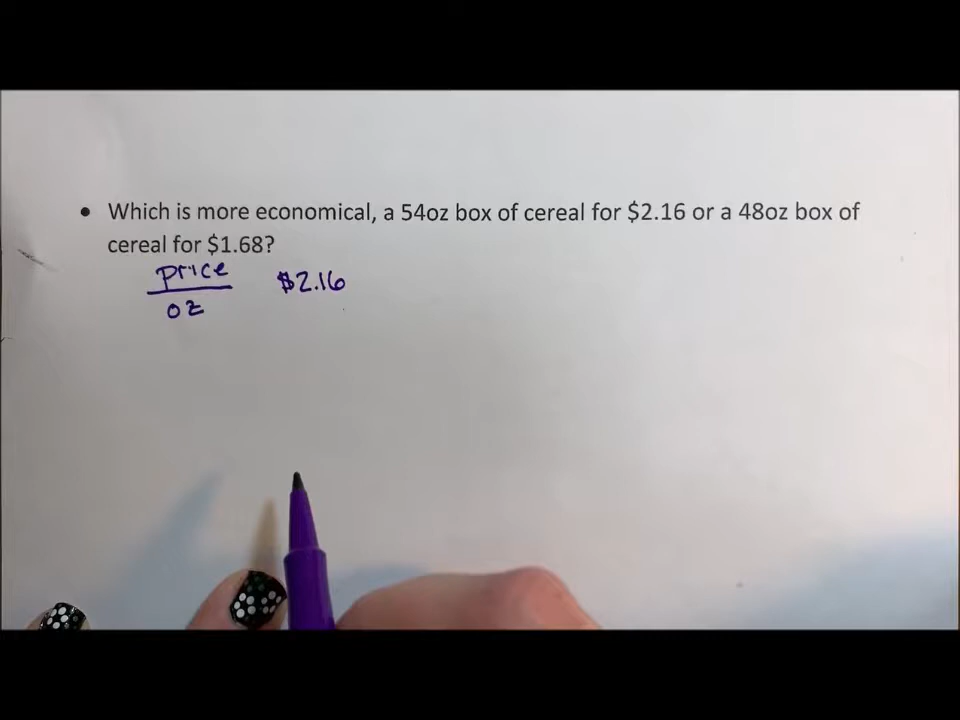 • Which is more economical, a 54oz box of cereal for $2.16 or a 48oz box of
cereal for $1.68?
price $2.16
oz